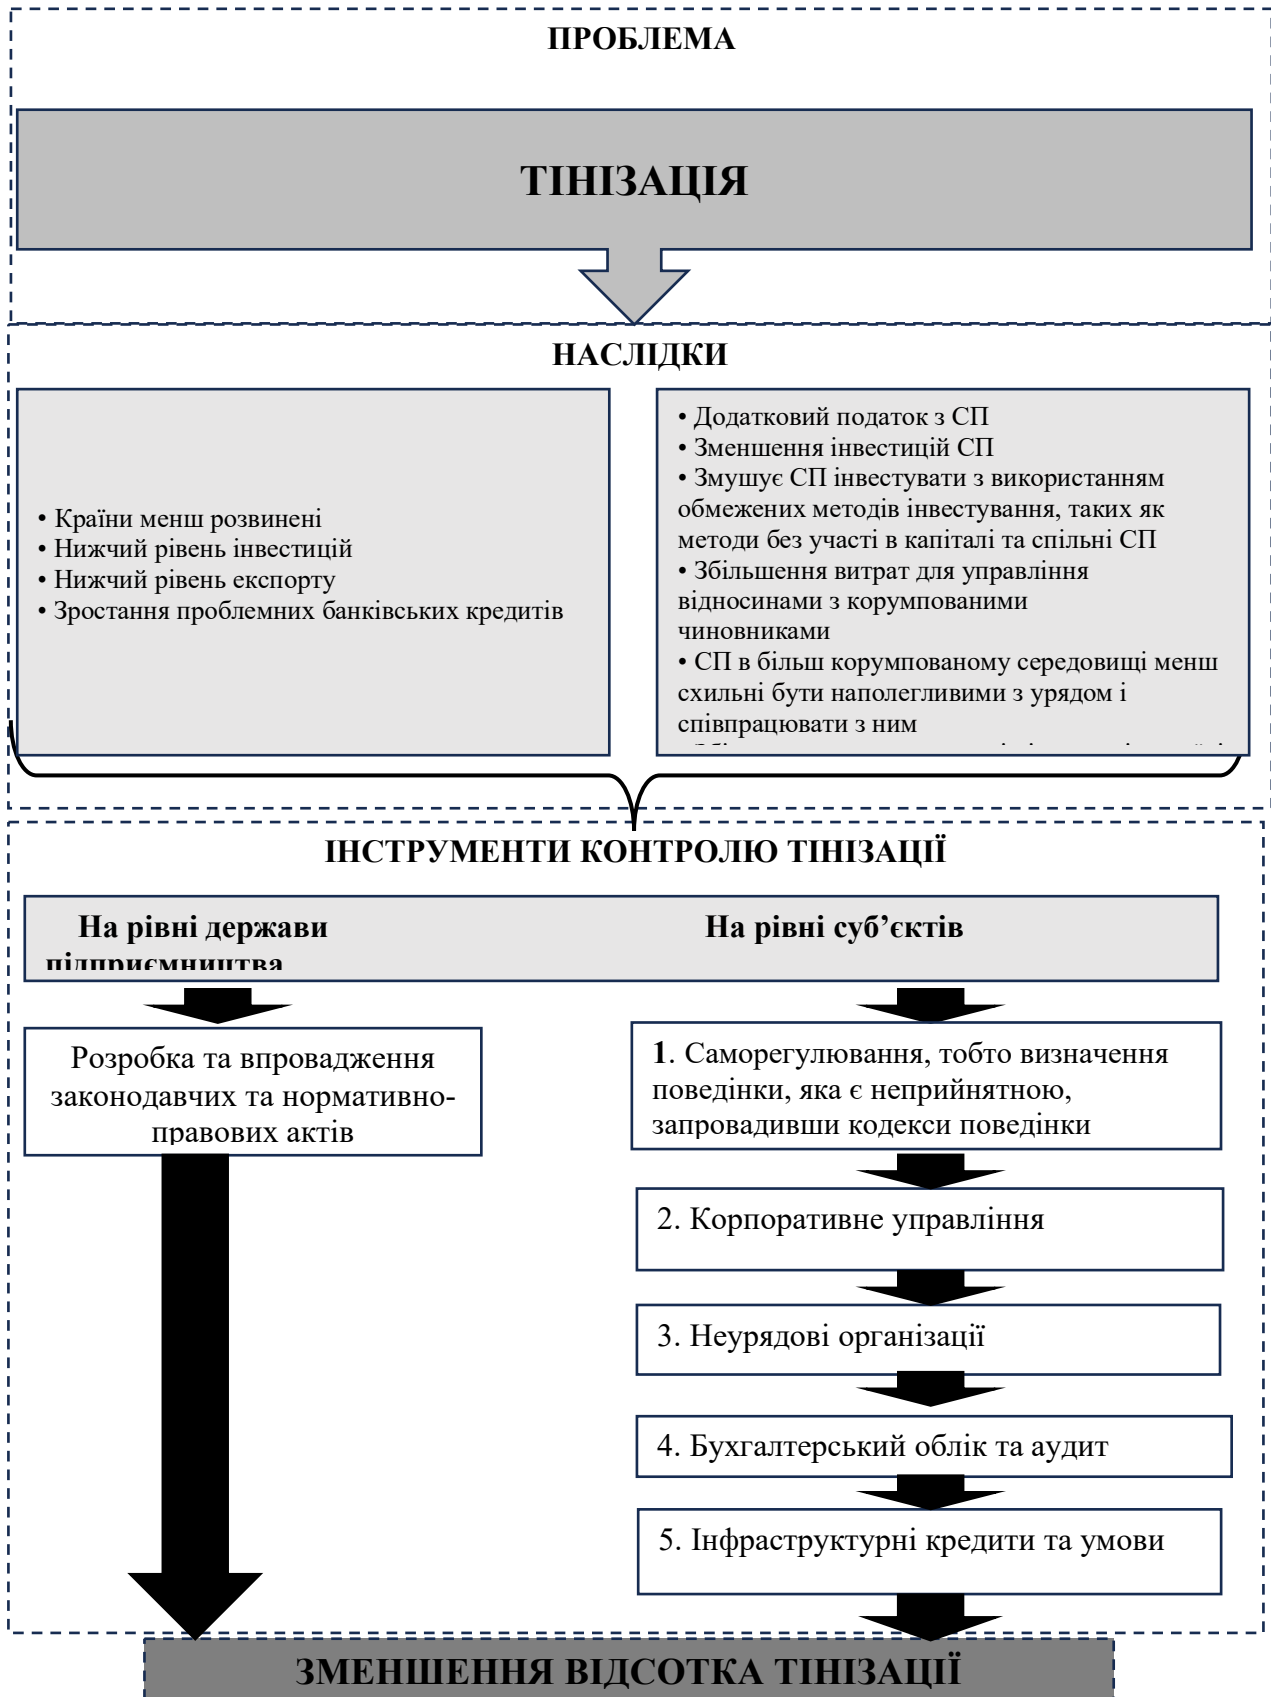 ПРОБЛЕМА
ТІНІЗАЦІЯ
НАСЛІДКИ
• Країни менш розвинені
• Нижчий рівень інвестицій
• Нижчий рівень експорту
• Зростання проблемних банківських кредитів
• Додатковий податок з СП
• Зменшення інвестицій СП
• Змушує СП інвестувати з використанням
обмежених методів інвестування, таких як
методи без участі в капіталі та спільні СП
• Збільшення витрат для управління
відносинами з корумпованими
чиновниками
• СП в більш корумпованому середовищі менш
схильні бути наполегливими з урядом і
співпрацювати з ним
ІНСТРУМЕНТИ КОНТРОЛЮ ТІНІЗАЦІЇ
На рівні держави На рівні суб’єктів
підприємництва
Розробка та впровадження
законодавчих та нормативно-
правових актів
1. Саморегулювання, тобто визначення
поведінки, яка є неприйнятною,
запровадивши кодекси поведінки
2. Корпоративне управління
3. Неурядові організації
4. Бухгалтерський облік та аудит
5. Інфраструктурні кредити та умови
ЗМЕНШЕННЯ ВІДСОТКА ТІНІЗАЦІЇ